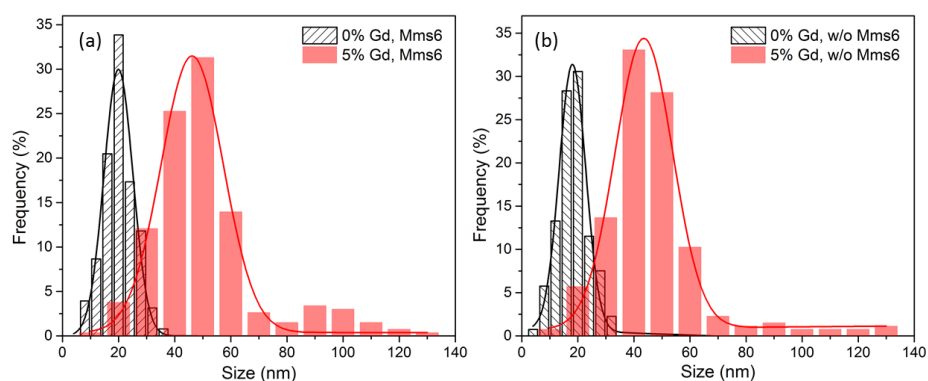 (a)
0% Gd, Mms6
5% Gd, Mms6
Frequency (%)
35
30
25
20
15
10
5
0
0 20 40 60 80 100 120 140
Size (nm)
(b)
0% Gd, w/o Mms6
5% Gd, w/o Mms6
Frequency (%)
35
30
25
20
15
10
5
0
0 20 40 60 80 100 120 140
Size (nm)